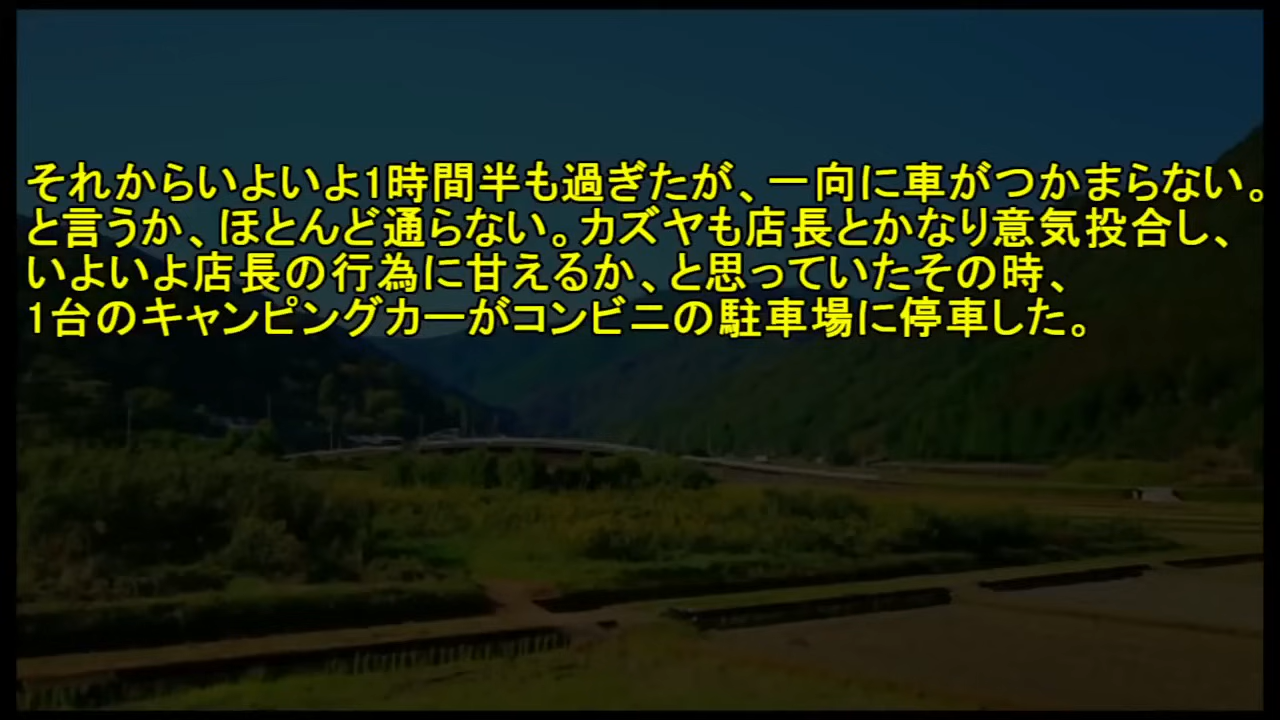 それからいよいよ1時間半も過ぎたが、一向に車がつかまらない。
と言うか、ほとんど通らない。カズヤも店長とかなり意気投合し、
いよいよ店長の行為に甘えるか、と思っていたその時、
1台のキャンピングカーがコンビニの駐車場に停車した。